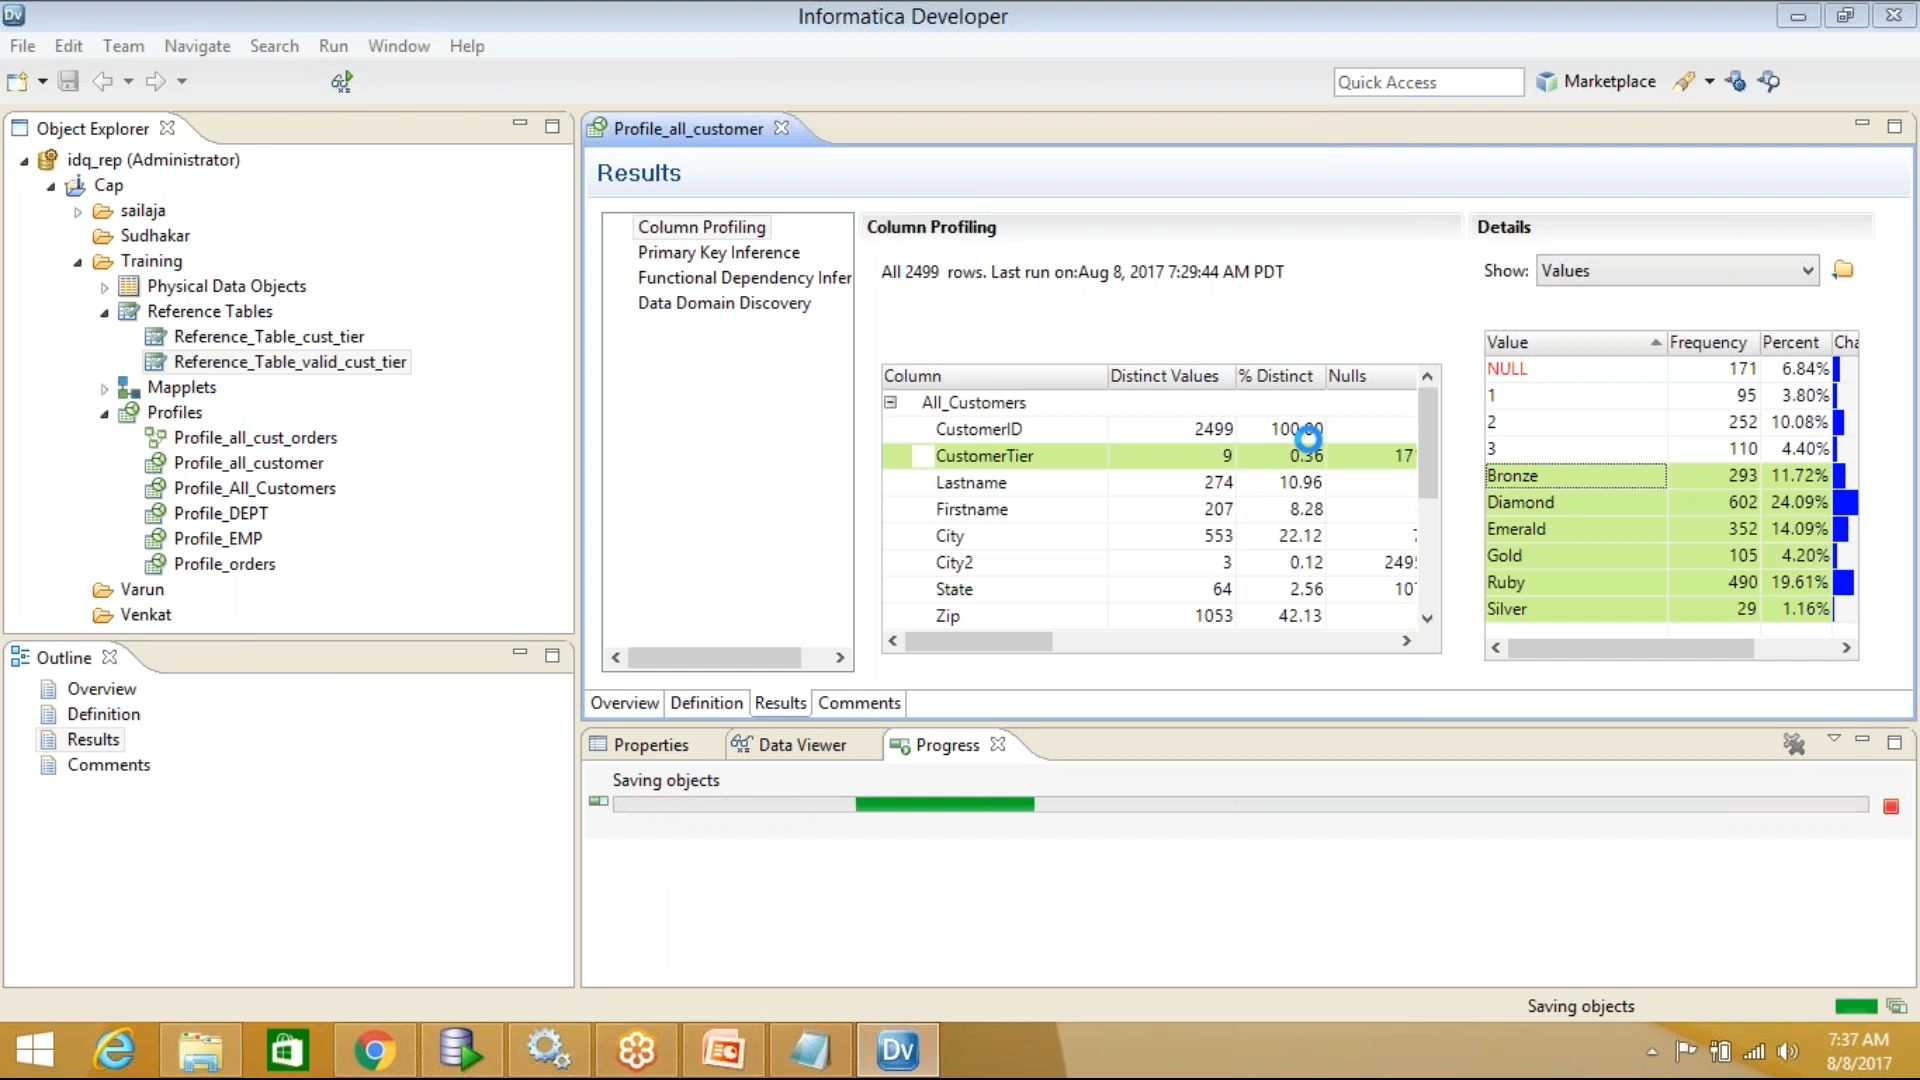 Dv
Informatica Developer
File Edit Team Navigate Search Run Window Help
Quick Access
Marketplace
Object Explorer
idq_rep (Administrator)
Cap
sailaja
Sudhakar
Training
Physical Data Objects
Reference Tables
Reference_Table_cust_tier
Reference_Table_valid_cust_tier
Mapplets
Profiles
Profile_all_cust_orders
Profile_all_customer
Profile_All_Customers
Profile_DEPT
Profile_EMP
Profile_orders
Varun
Venkat
Outline
Overview
Definition
Results
Comments
Profile_all_customer
Results
Column Profiling
Primary Key Inference
Functional Dependency Infer
Data Domain Discovery
Column Profiling
All 2499 rows. Last run on:Aug 8, 2017 7:29:44 AM PDT
Column Distinct Values % Distinct Nulls
All_Customers
CustomerID 2499 100.00
CustomerTier 9 0.36 17
Lastname 274 10.96
Firstname 207 8.28
City 553 22.12
City2 3 0.12 249
State 64 2.56 10
Zip 1053 42.13
Details
Show: Values
Value Frequency Percent Cha
NULL 171 6.84%
1 95 3.80%
2 252 10.08%
3 110 4.40%
Bronze 293 11.72%
Diamond 602 24.09%
Emerald 352 14.09%
Gold 105 4.20%
Ruby 490 19.61%
Silver 29 1.16%
Overview Definition Results Comments
Properties Data Viewer Progress
Saving objects
Saving objects
Dv
7:37 AM
8/8/2017